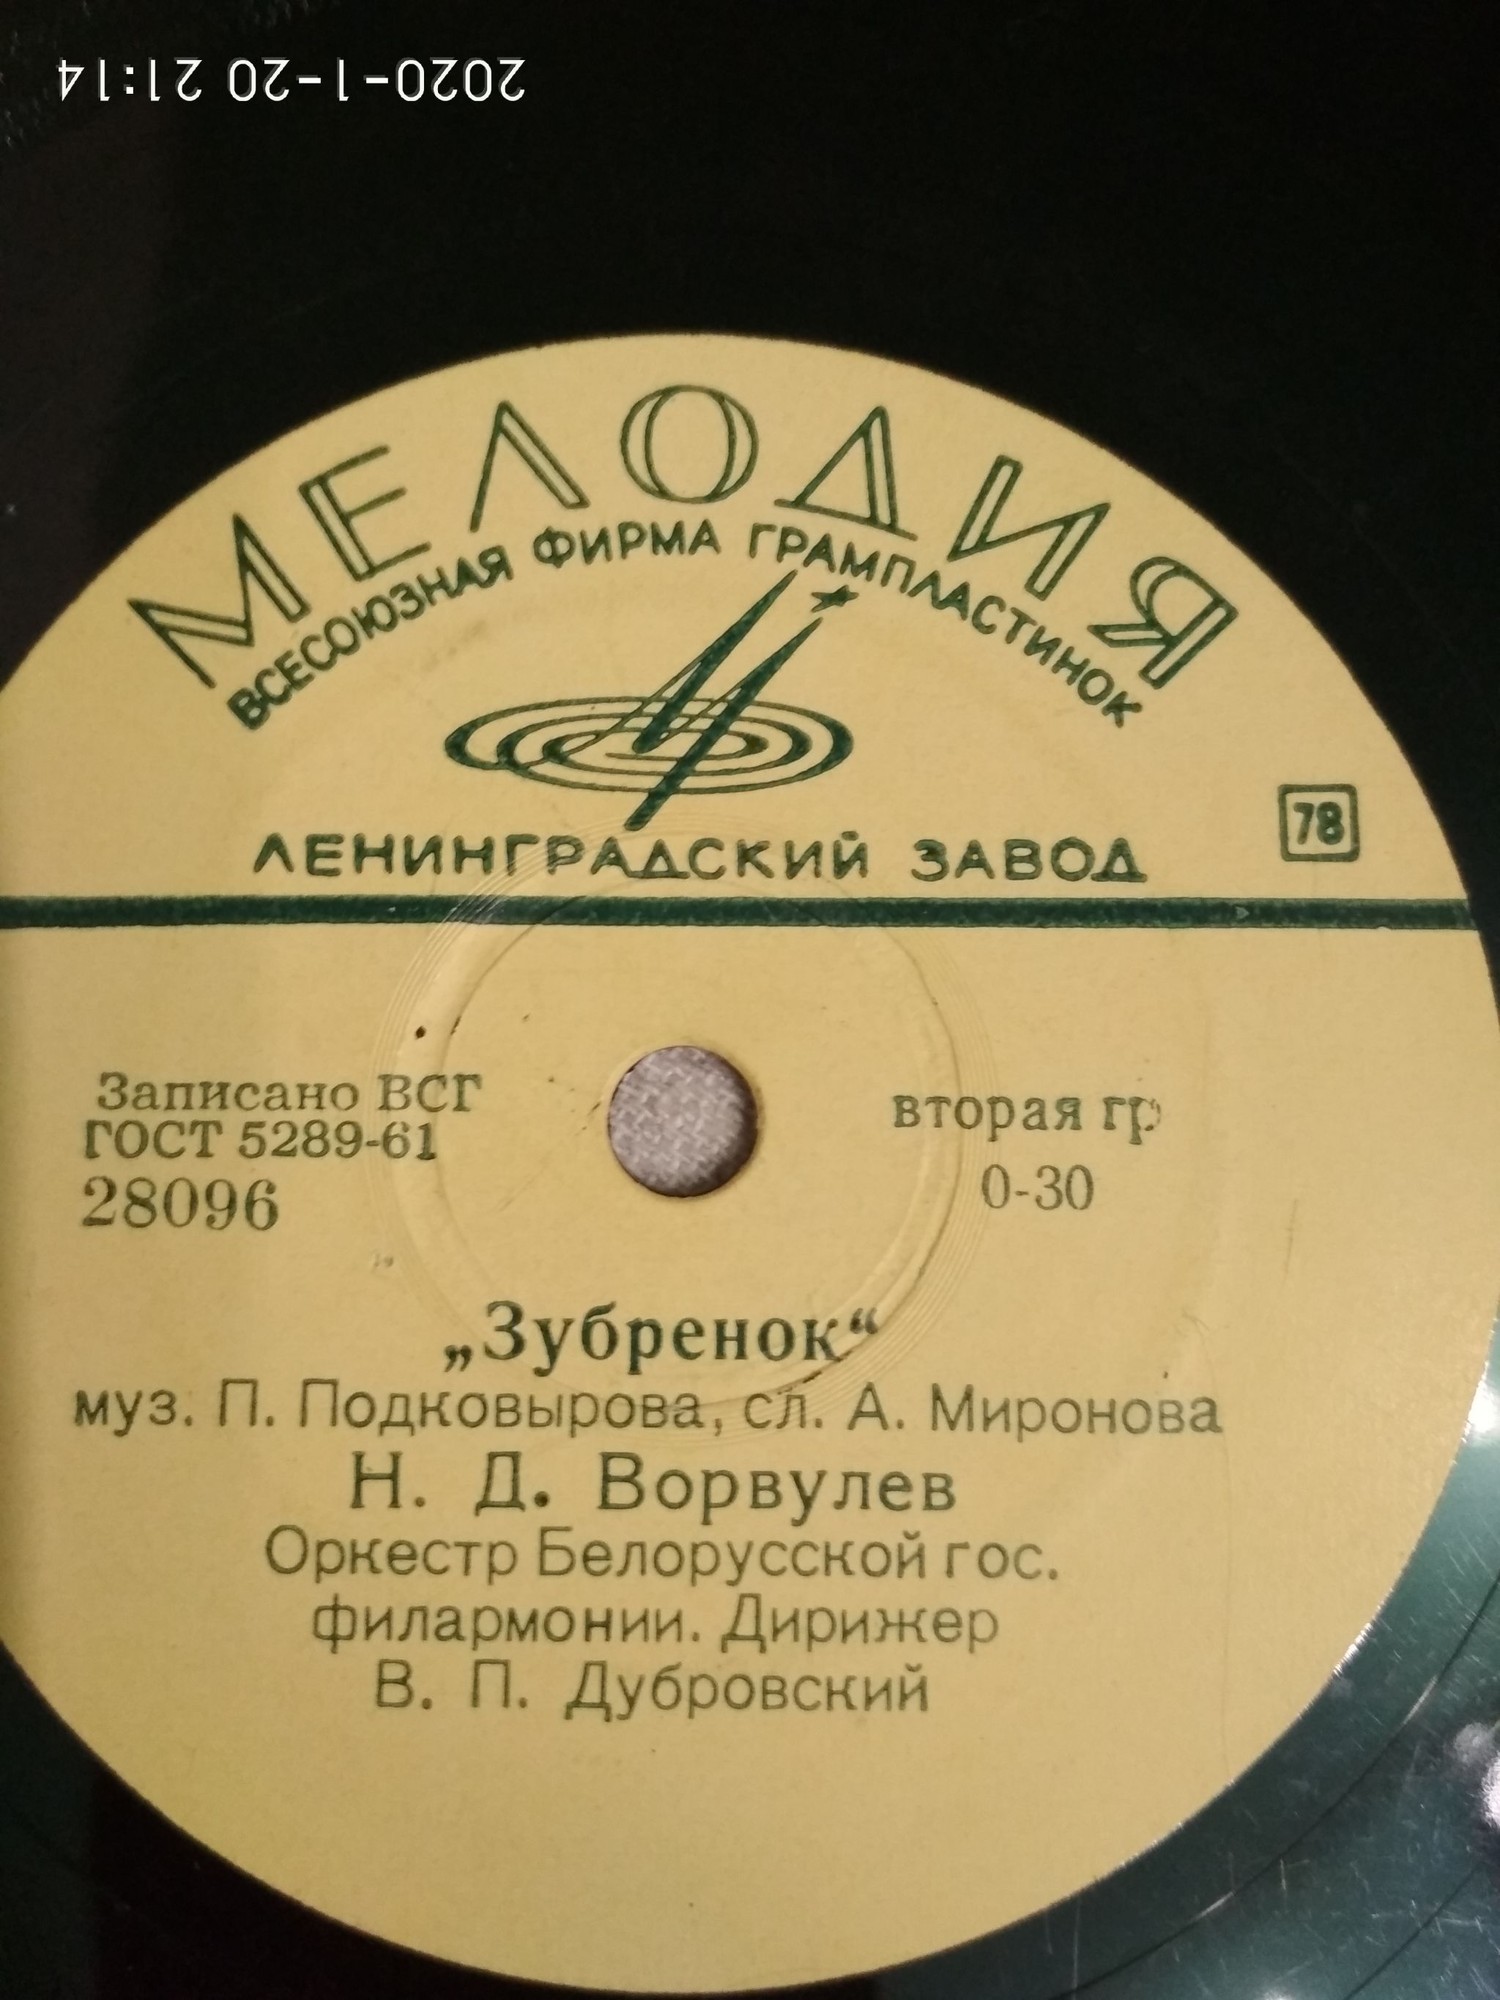 2020-1-20 21:14
МЕЛОДИЯ
ВСЕСОЮЗНАЯ ФИРМА ГРАМПЛАСТИНОК
ЛЕНИНГРАДСКИЙ ЗАВОД
78
Записано ВСГ
ГОСТ 5289-61
28096
вторая гр
0-30
„Зубренок“
муз. П. Подковырова, сл. А. Миронова
Н. Д. Ворвулев
Оркестр Белорусской гос.
филармонии. Дирижер
В. П. Дубровский